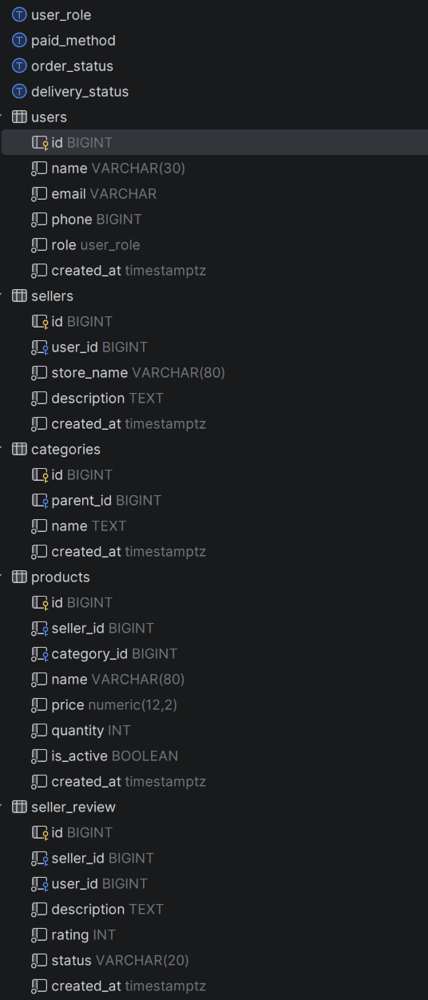 user_role
paid_method
order_status
delivery_status
users
id BIGINT
name VARCHAR(30)
email VARCHAR
phone BIGINT
role user_role
created_at timestamptz
sellers
id BIGINT
user_id BIGINT
store_name VARCHAR(80)
description TEXT
created_at timestamptz
categories
id BIGINT
parent_id BIGINT
name TEXT
created_at timestamptz
products
id BIGINT
seller_id BIGINT
category_id BIGINT
name VARCHAR(80)
price numeric(12,2)
quantity INT
is_active BOOLEAN
created_at timestamptz
seller_review
id BIGINT
seller_id BIGINT
user_id BIGINT
description TEXT
rating INT
status VARCHAR(20)
created_at timestamptz